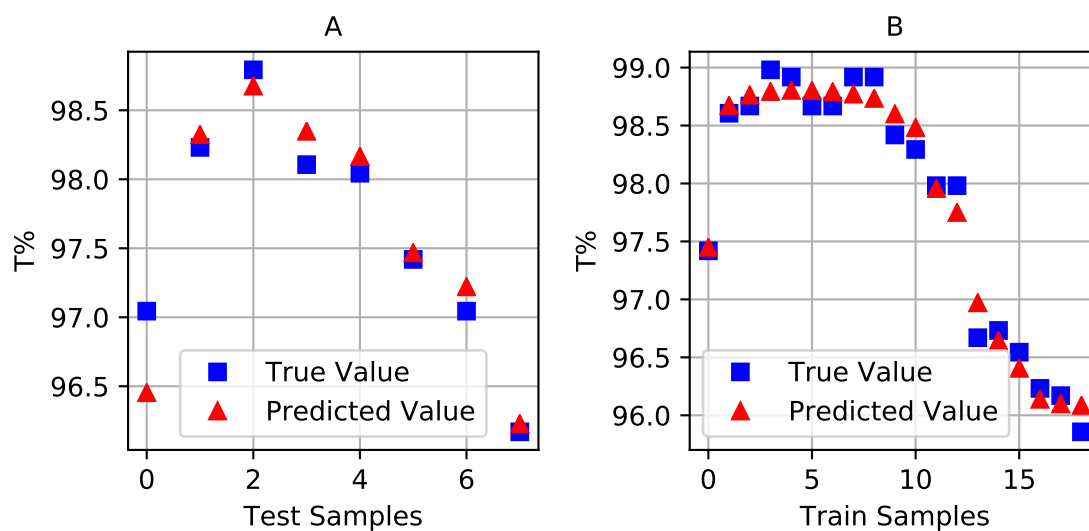 A
T%
98.5
98.0
97.5
97.0
96.5
0
2
4
6
Test Samples
True Value
Predicted Value
B
T%
99.0
98.5
98.0
97.5
97.0
96.5
96.0
0
5
10
15
Train Samples
True Value
Predicted Value